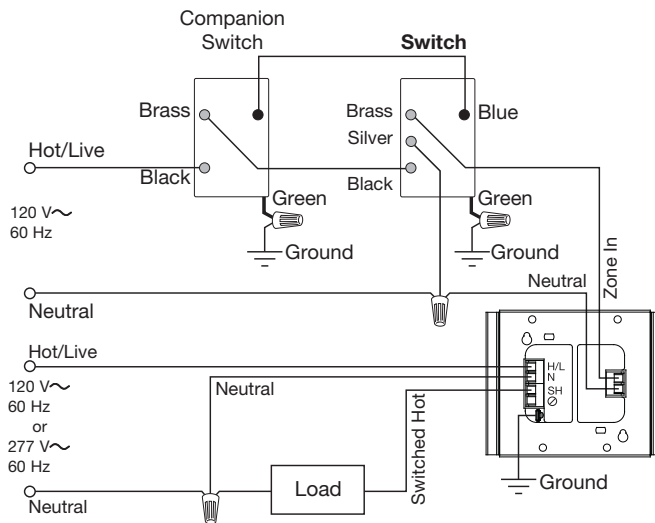 Companion
Switch
Switch
Brass
Brass
Blue
Silver
Hot/Live
Black
Black
Green
Green
120 V~
60 Hz
Ground
Ground
Zone In
Neutral
Neutral
Hot/Live
H/L
N
SH
120 V~
60 Hz
or
277 V~
60 Hz
Neutral
Switched Hot
Load
Ground
Neutral